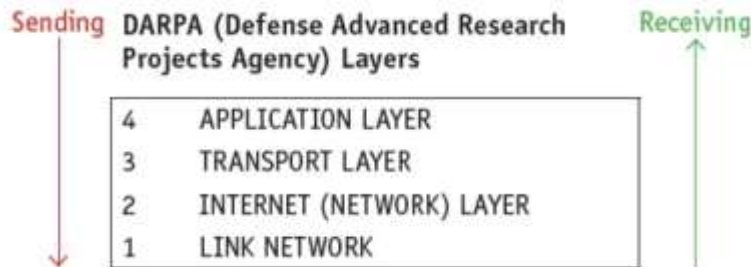 Sending
DARPA (Defense Advanced Research
Projects Agency) Layers
Receiving
4 APPLICATION LAYER
3 TRANSPORT LAYER
2 INTERNET (NETWORK) LAYER
1 LINK NETWORK